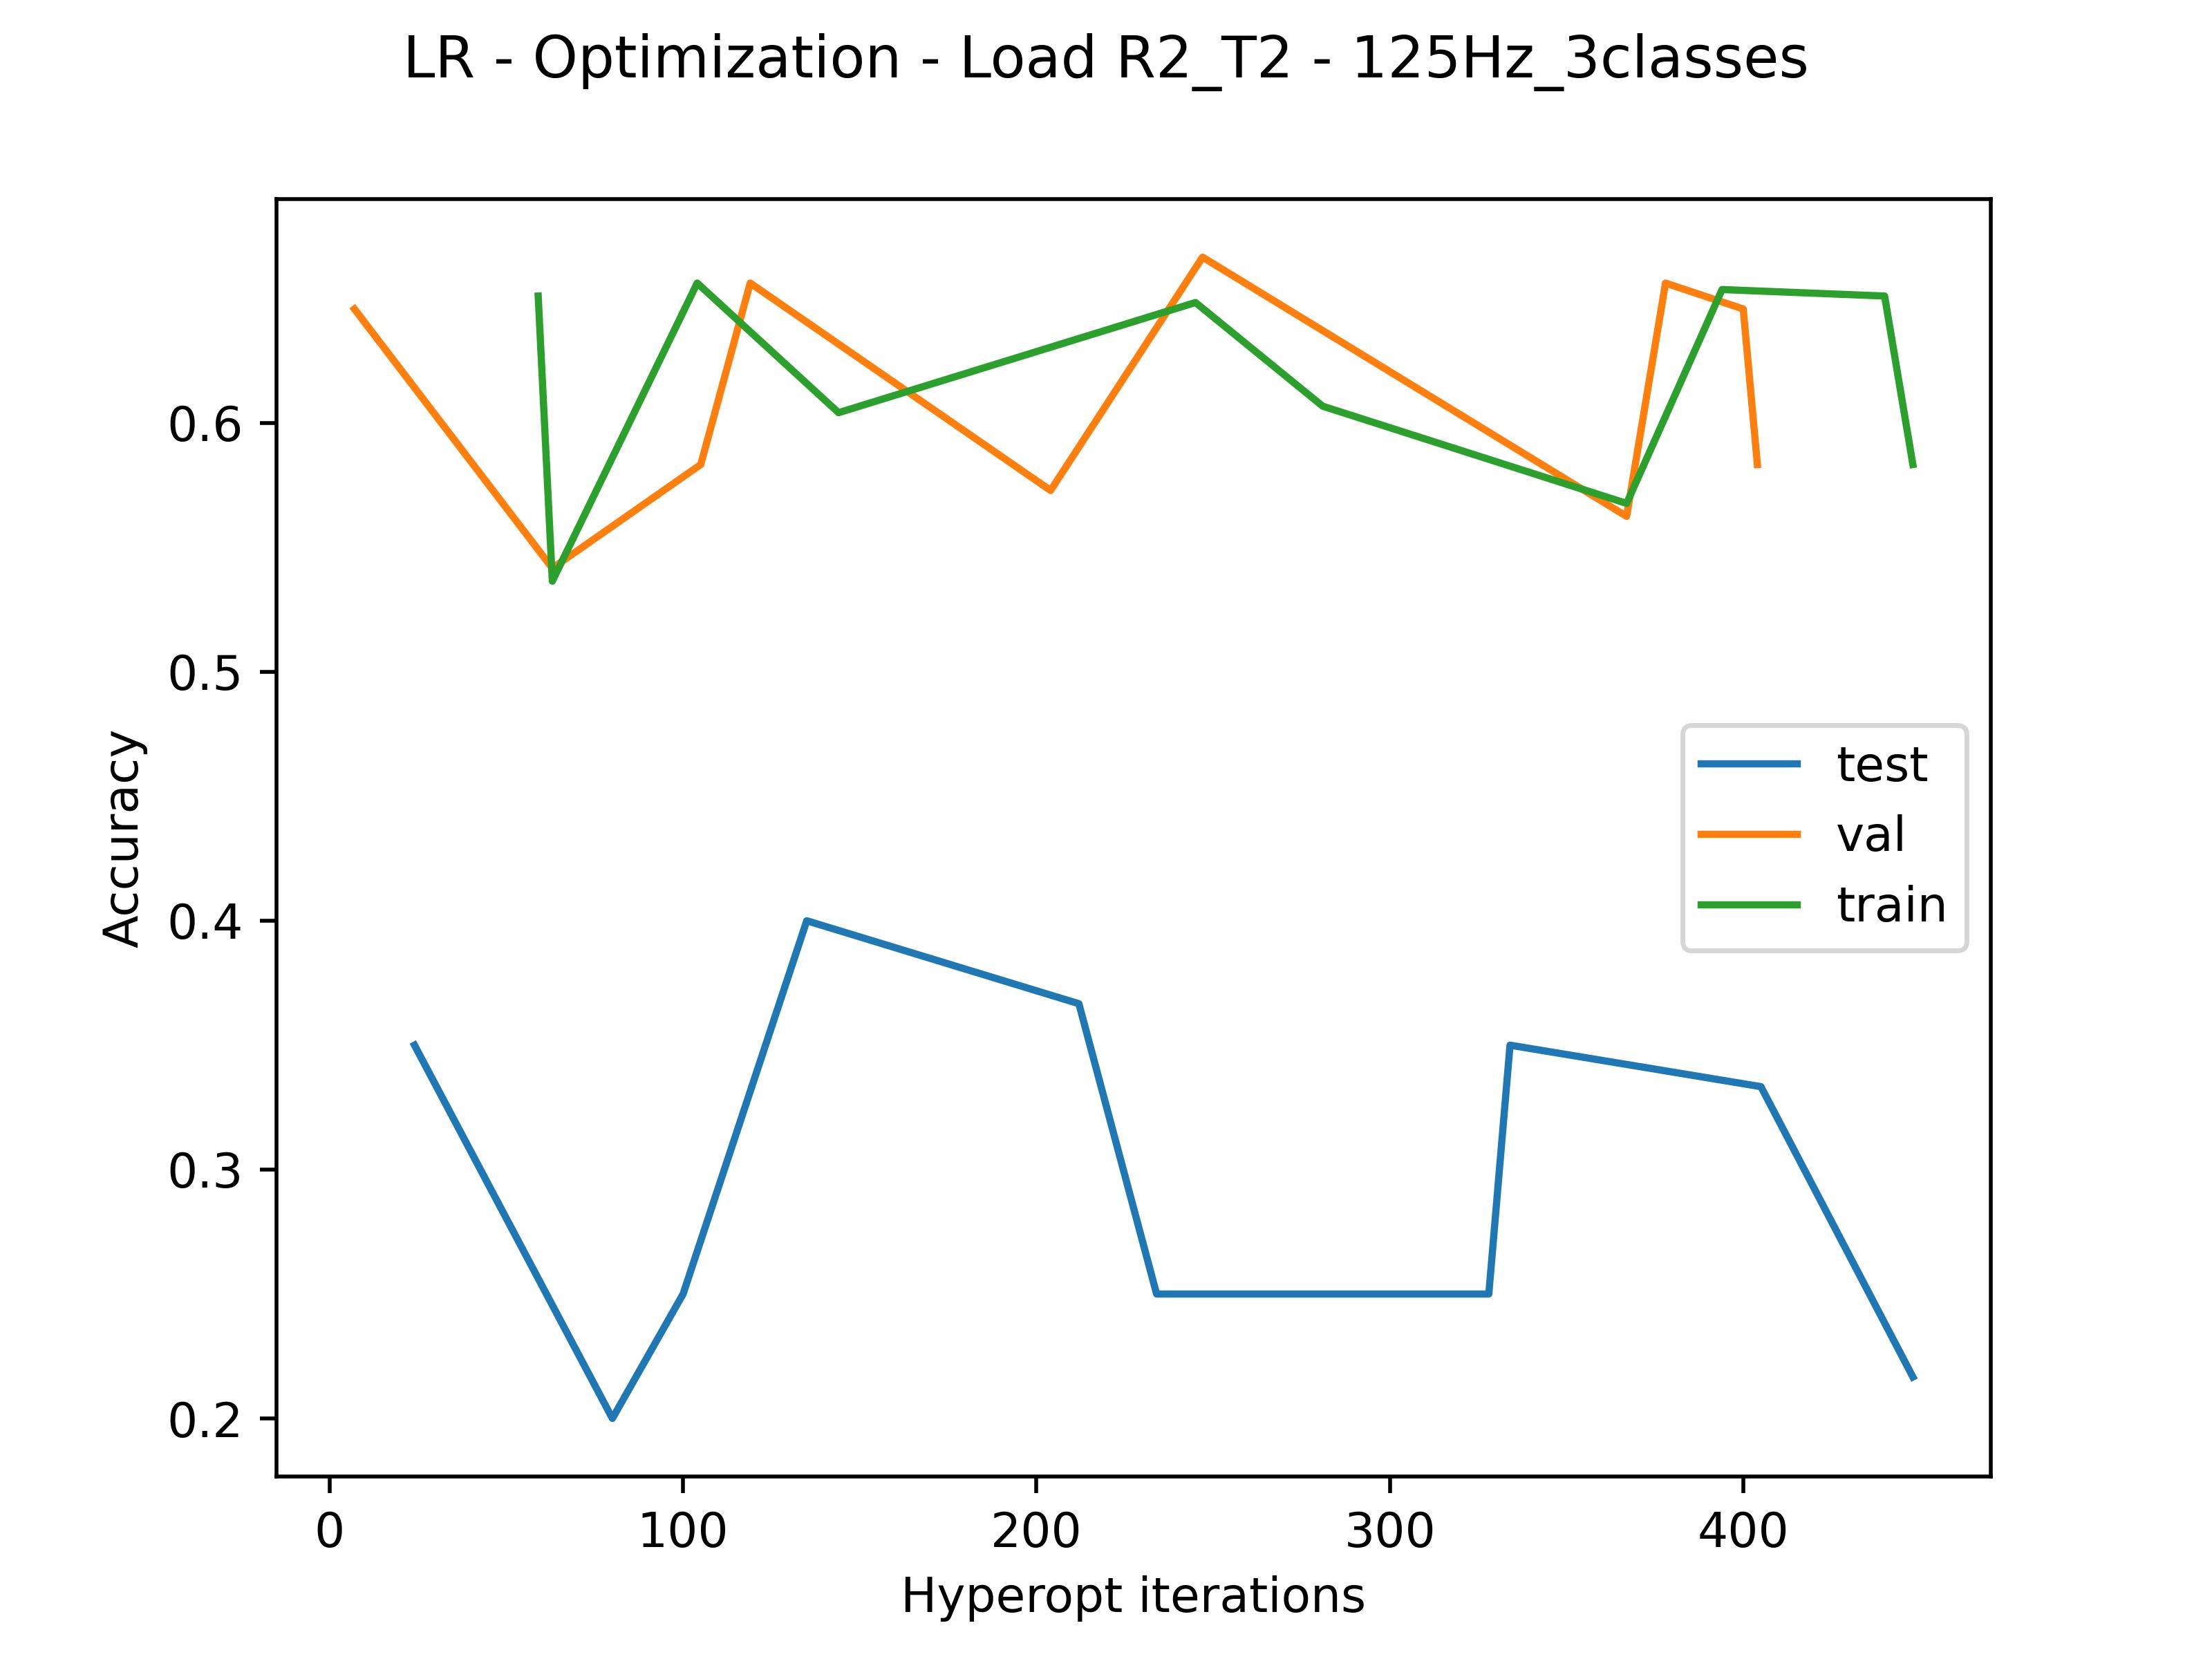 LR - Optimization - Load R2_T2 - 125Hz_3classes
0.6
0.5
0.4
0.3
0.2
Accuracy
test
val
train
0 100 200 300 400
Hyperopt iterations